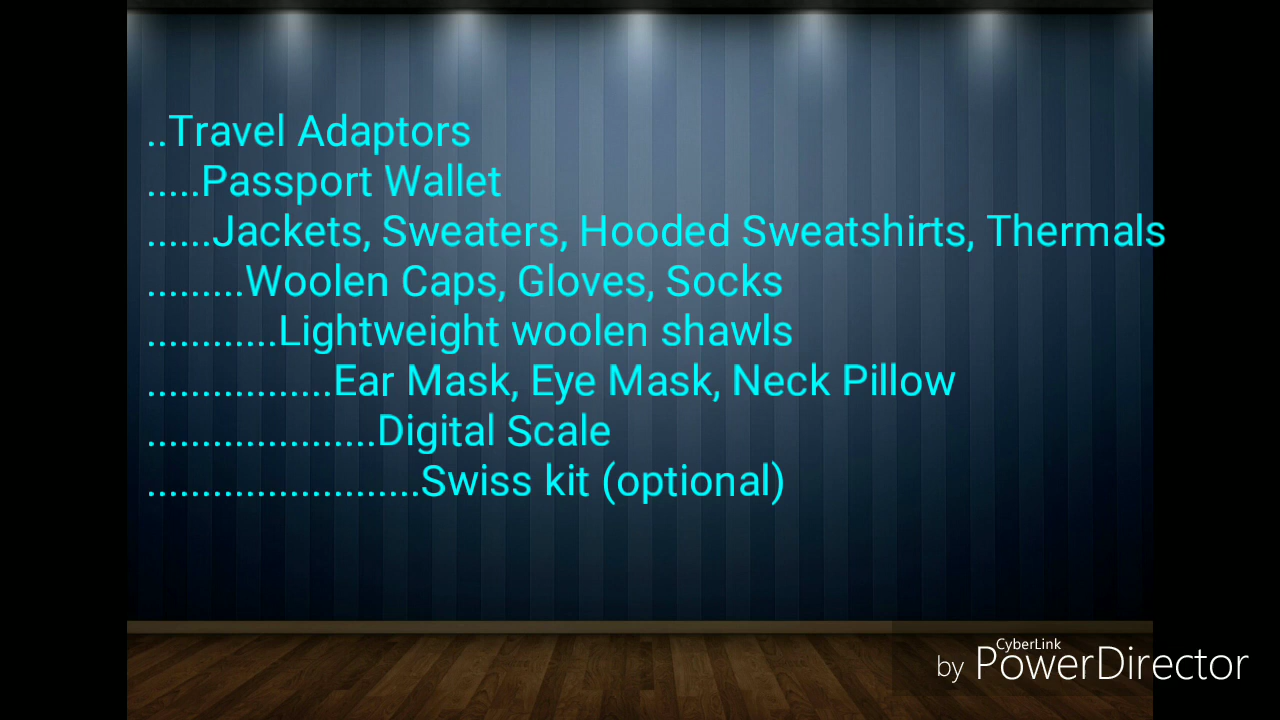 ..Travel Adaptors
.....Passport Wallet
......Jackets, Sweaters, Hooded Sweatshirts, Thermals
.........Woolen Caps, Gloves, Socks
............Lightweight woolen shawls
.................Ear Mask, Eye Mask, Neck Pillow
.....................Digital Scale
.........................Swiss kit (optional)
CyberLink
by PowerDirector